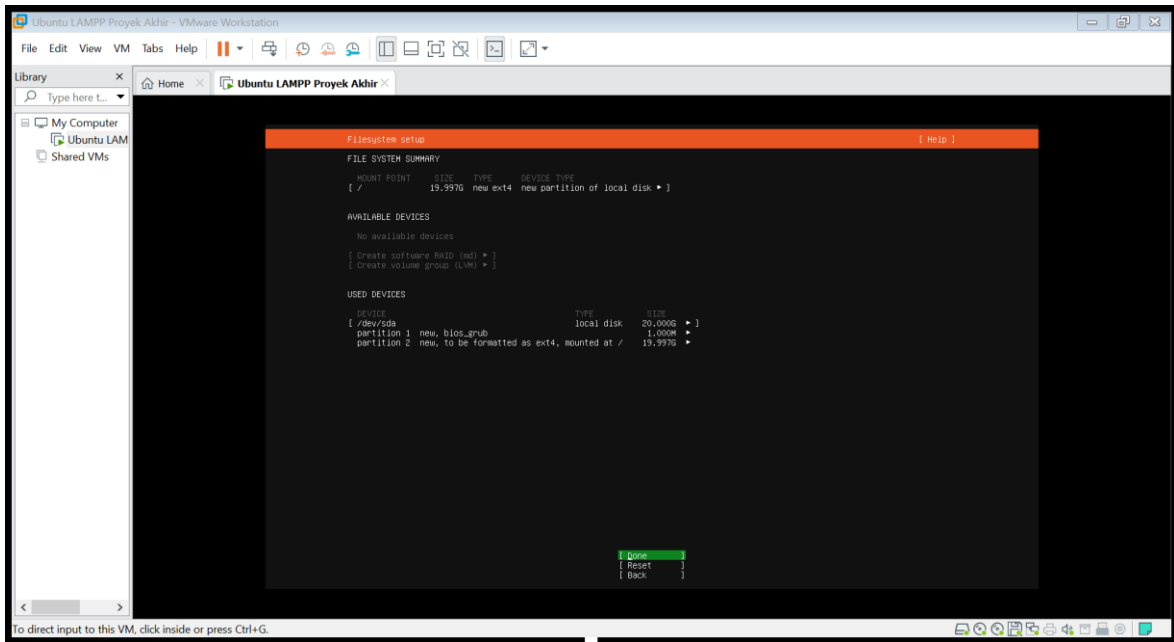 Ubuntu LAMPP Proyek Akhir - VMware Workstation
File Edit View VM Tabs Help
Library
Home
Ubuntu LAMPP Proyek Akhir
Type here t...
My Computer
Ubuntu LAM
Shared VMs
Filesystem setup [ Help ]
FILE SYSTEM SUMMARY
MOUNT POINT SIZE TYPE DEVICE TYPE
[ / 19.997G new ext4 new partition of local disk ▸ ]
AVAILABLE DEVICES
No available devices
[ Create software RAID (md) ▸ ]
[ Create volume group (LVM) ▸ ]
USED DEVICES
DEVICE TYPE SIZE
[ /dev/sda local disk 20.000G ▸ ]
partition 1 new, bios_grub 1.000M ▸
partition 2 new, to be formatted as ext4, mounted at / 19.997G ▸
[ Done ]
[ Reset ]
[ Back ]
To direct input to this VM, click inside or press Ctrl+G.